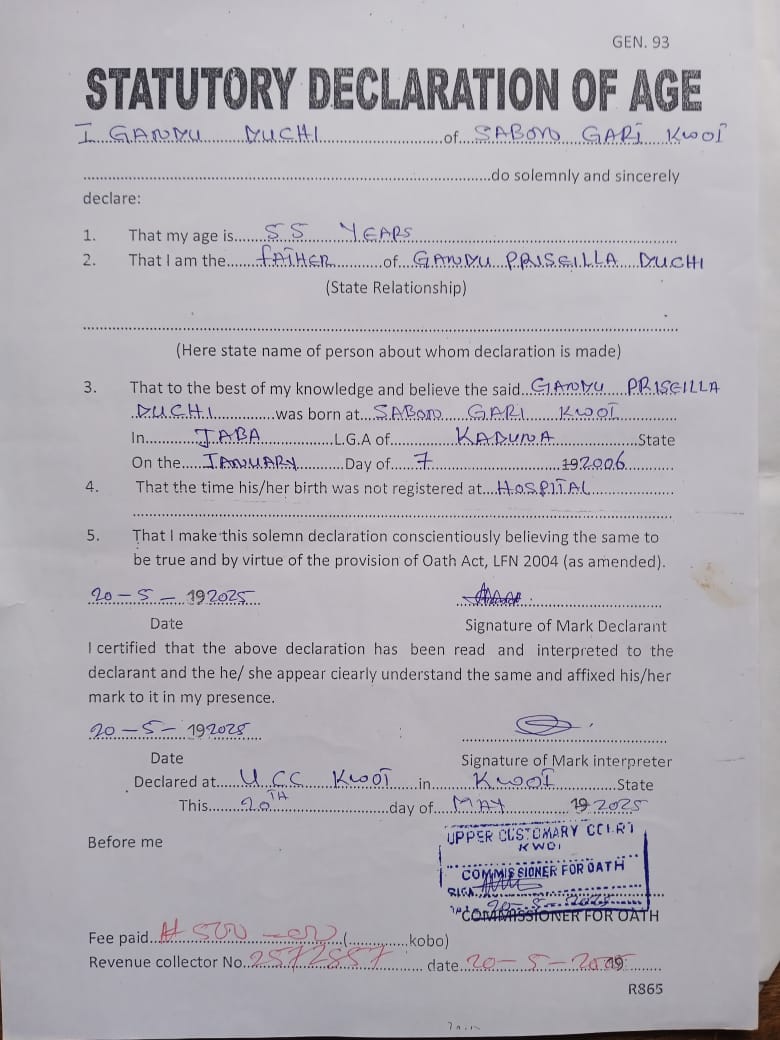 GEN. 93
STATUTORY DECLARATION OF AGE
I GANDU DUCHI of SABON GARI KWOI
do solemnly and sincerely
declare:
1. That my age is 55 YEARS
2. That I am the FATHER of GANDU PRISCILLA DUCHI
(State Relationship)
(Here state name of person about whom declaration is made)
3. That to the best of my knowledge and believe the said GANDU PRISCILLA
DUCHI was born at SABON GARI KWOI
In JABA L.G.A of KADUNA State
On the JANUARY Day of 7 192006
4. That the time his/her birth was not registered at HOSPITAL
5. That I make this solemn declaration conscientiously believing the same to
be true and by virtue of the provision of Oath Act, LFN 2004 (as amended).
20-5-192025
Date Signature of Mark Declarant
I certified that the above declaration has been read and interpreted to the
declarant and the he/ she appear ciearly understand the same and affixed his/her
mark to it in my presence.
20-5-192025
Date Signature of Mark interpreter
Declared at UCC KWOI in KWOI State
This 20TH day of MAY 192025
Before me
UPPER CUSTOMARY COURT
KWOI
COMMISSIONER FOR OATH
SIGN
COMMISSIONER FOR OATH
Fee paid ₦500 (kobo)
Revenue collector No. 2572857 date 20-5-2025 19
R865